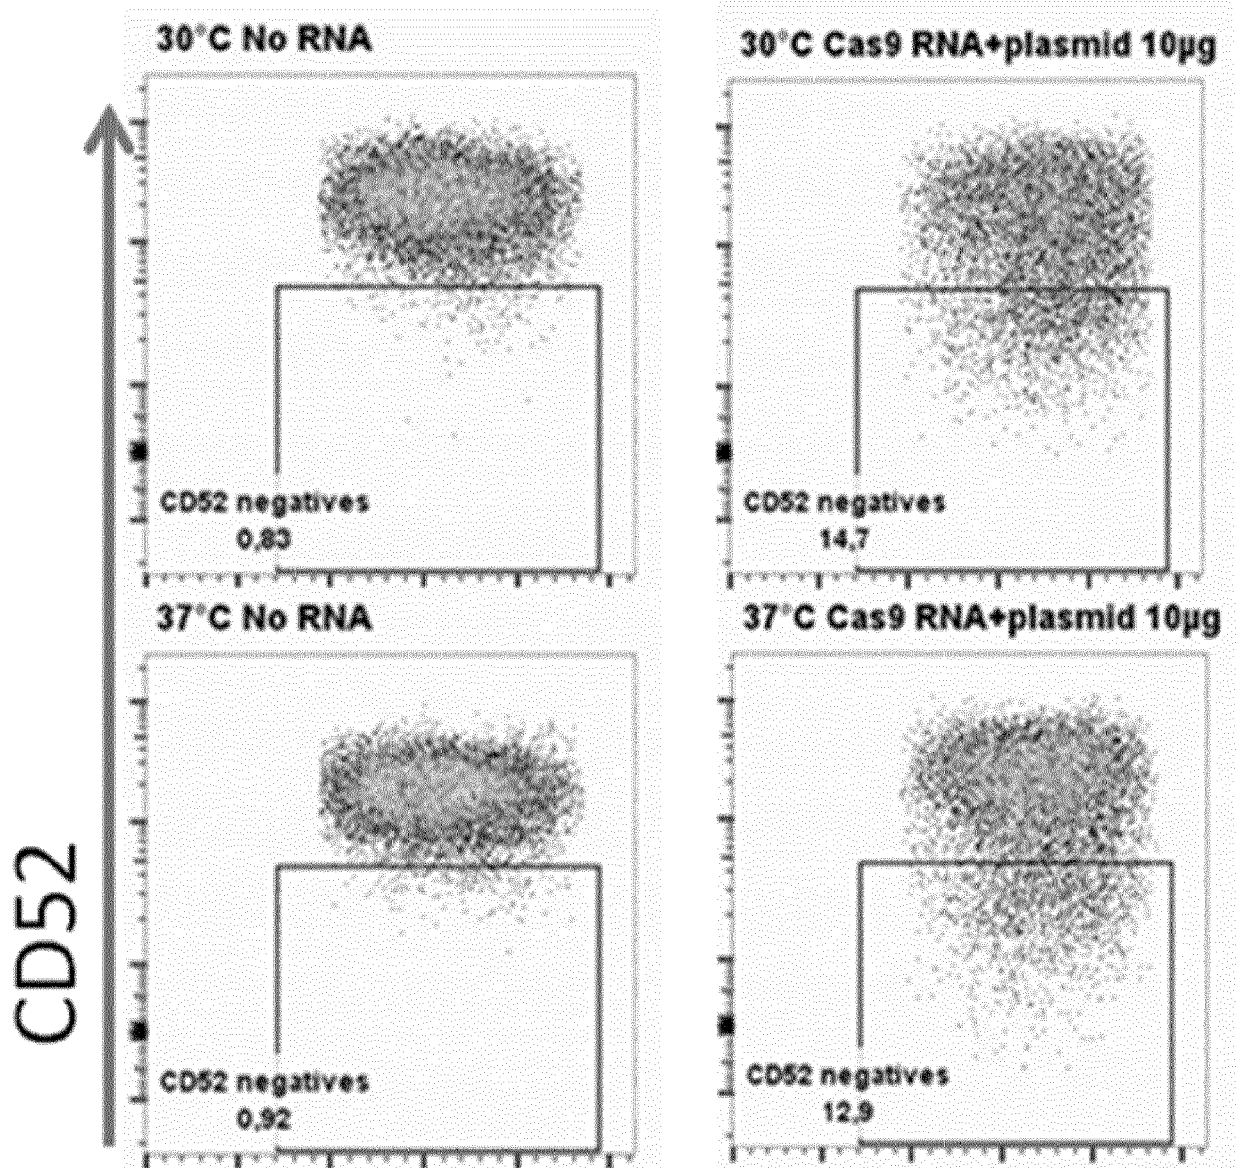 30°C No RNA
30°C Cas9 RNA+plasmid 10µg
CD52 negatives
0,83
CD52 negatives
14,7
37°C No RNA
37°C Cas9 RNA+plasmid 10µg
CD52 negatives
0,92
CD52 negatives
12,9
CD52